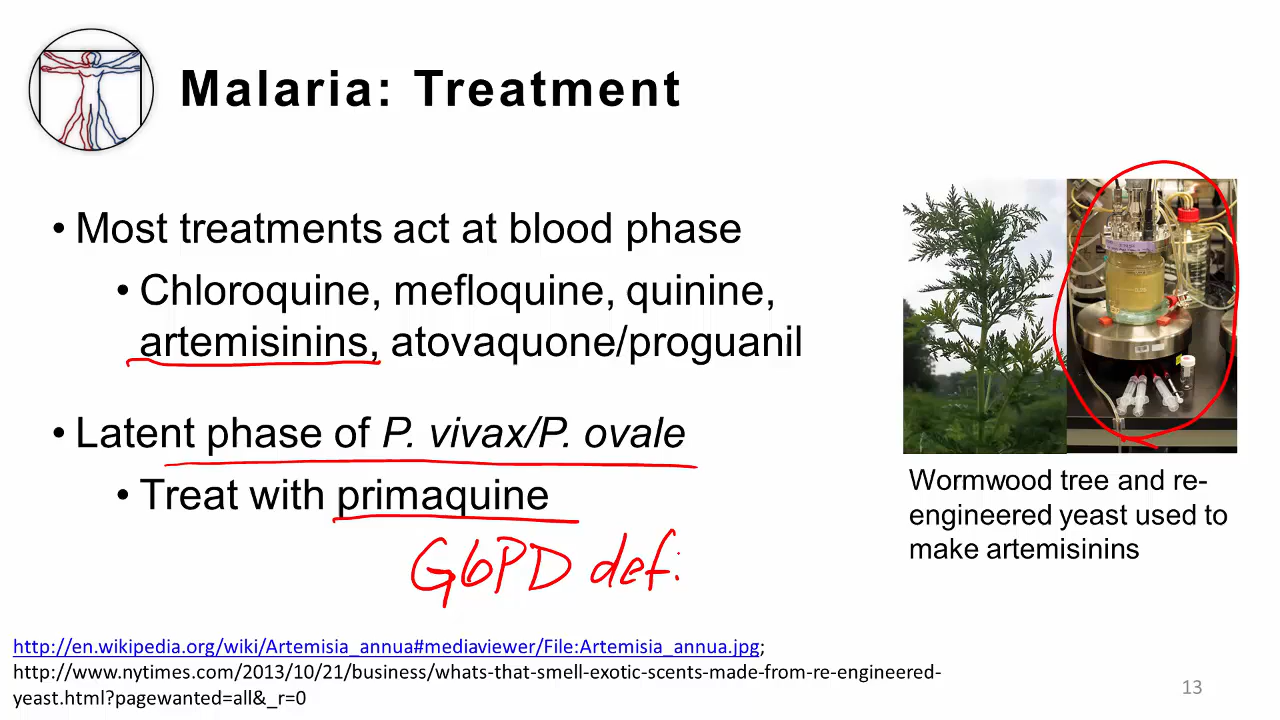 Malaria: Treatment
• Most treatments act at blood phase
• Chloroquine, mefloquine, quinine,
artemisinins, atovaquone/proguanil
• Latent phase of P. vivax/P. ovale
• Treat with primaquine
G6PD def.
Wormwood tree and re-
engineered yeast used to
make artemisinins
http://en.wikipedia.org/wiki/Artemisia_annua#mediaviewer/File:Artemisia_annua.jpg;
http://www.nytimes.com/2013/10/21/business/whats-that-smell-exotic-scents-made-from-re-engineered-
yeast.html?pagewanted=all&_r=0
13